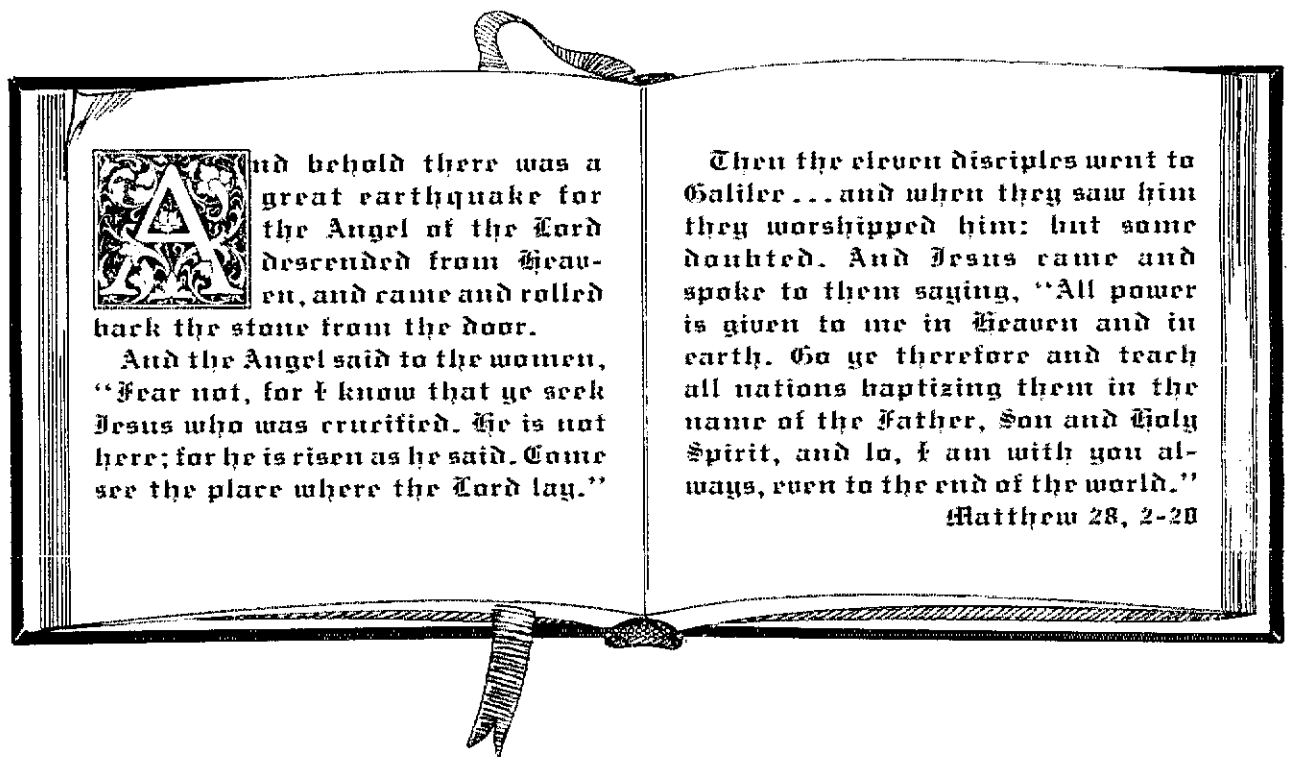 And behold there was a
great earthquake for
the Angel of the Lord
descended from Heav-
en, and came and rolled
back the stone from the door.
And the Angel said to the women,
“Fear not, for I know that ye seek
Jesus who was crucified. He is not
here; for he is risen as he said. Come
see the place where the Lord lay.”
Then the eleven disciples went to
Galilee...and when they saw him
they worshipped him: but some
doubted. And Jesus came and
spoke to them saying, “All power
is given to me in Heaven and in
earth. Go ye therefore and teach
all nations baptizing them in the
name of the Father, Son and Holy
Spirit, and lo, I am with you al-
ways, even to the end of the world.”
Matthew 28, 2-20